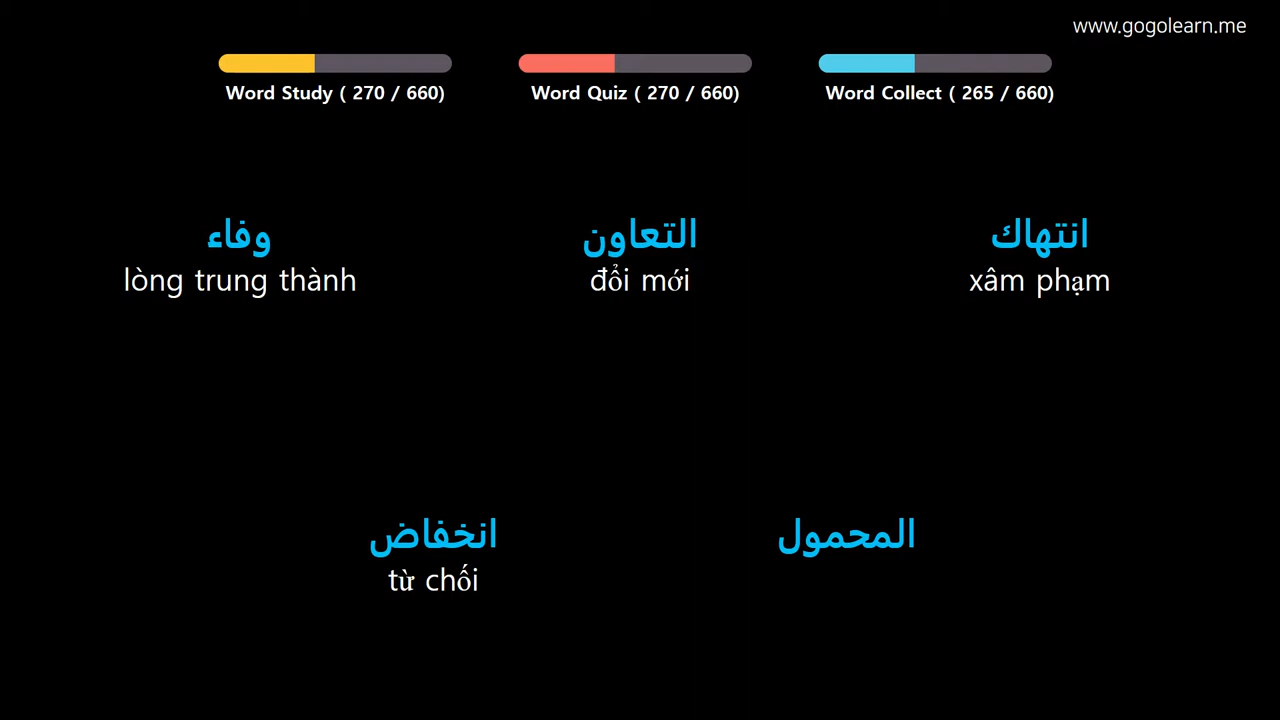 www.gogolearn.me
Word Study ( 270 / 660)
Word Quiz ( 270 / 660)
Word Collect ( 265 / 660)
وفاء
lòng trung thành
التعاون
đổi mới
انتهاك
xâm phạm
انخفاض
từ chối
المحمول